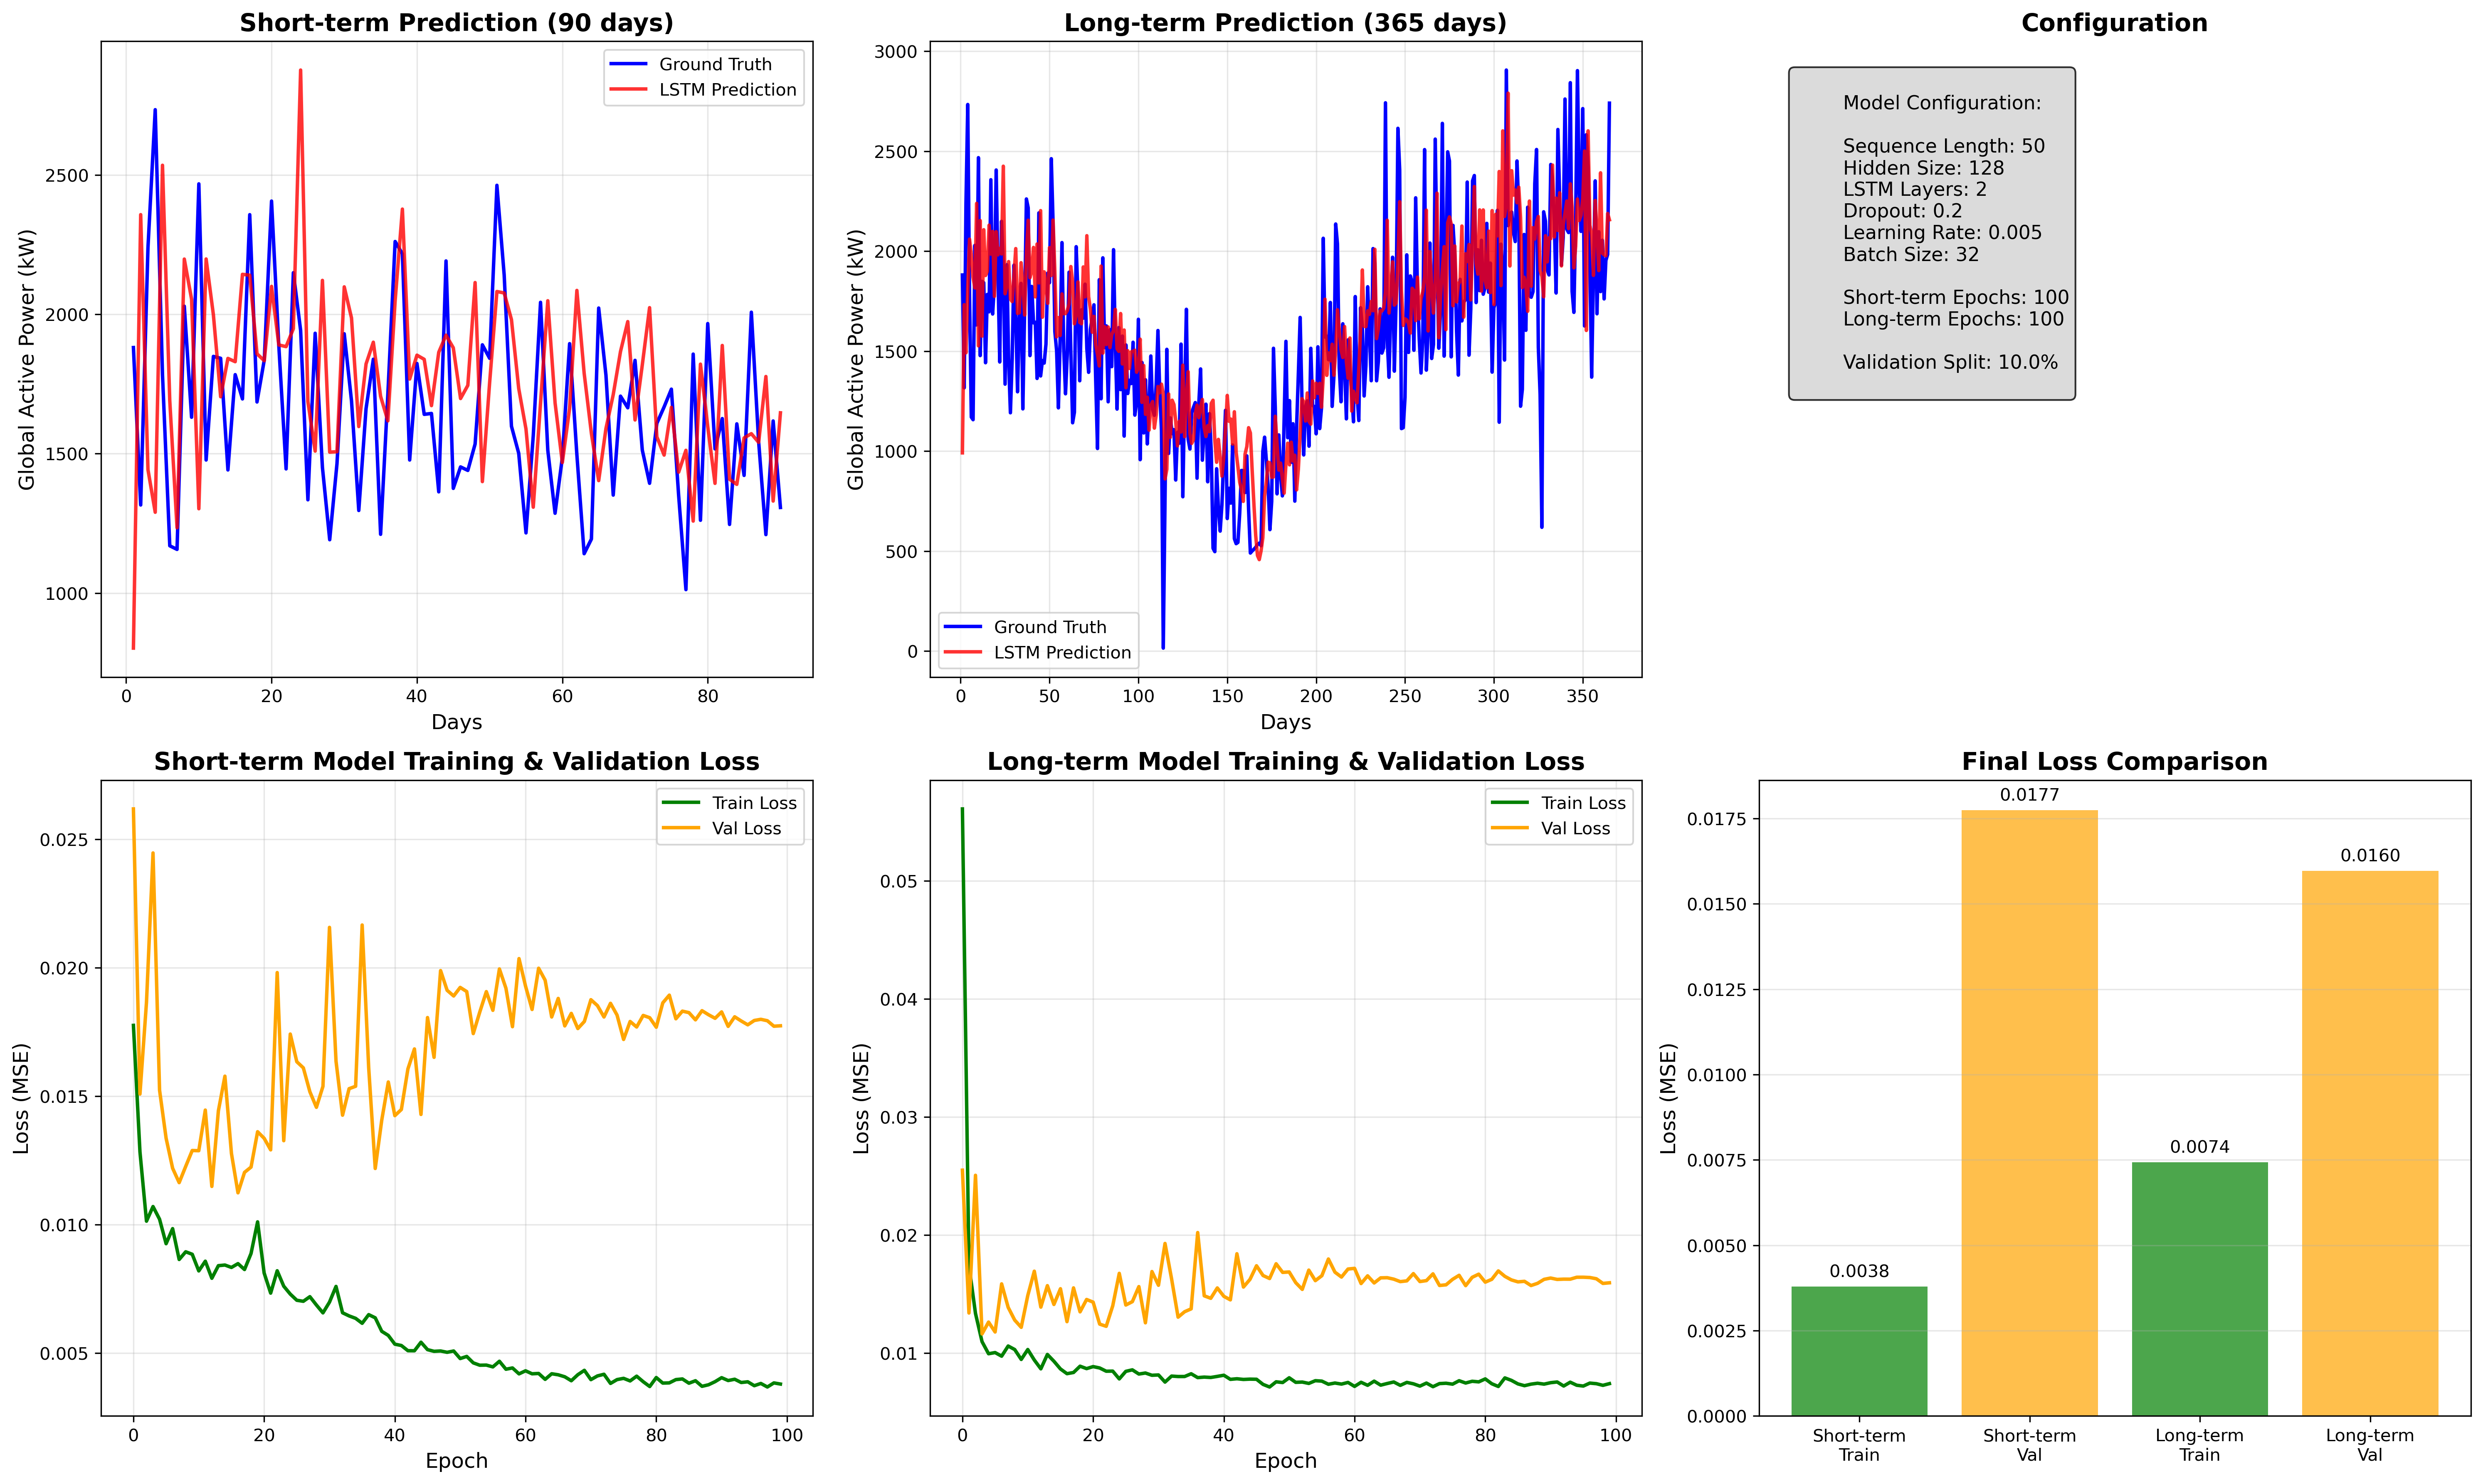 Short-term Prediction (90 days)
Ground Truth
LSTM Prediction
Global Active Power (kW)
2500
2000
1500
1000
0
20
40
60
80
Days
Long-term Prediction (365 days)
Ground Truth
LSTM Prediction
Global Active Power (kW)
3000
2500
2000
1500
1000
500
0
0
50
100
150
200
250
300
350
Days
Configuration
Model Configuration:
Sequence Length: 50
Hidden Size: 128
LSTM Layers: 2
Dropout: 0.2
Learning Rate: 0.005
Batch Size: 32
Short-term Epochs: 100
Long-term Epochs: 100
Validation Split: 10.0%
Short-term Model Training & Validation Loss
Train Loss
Val Loss
Loss (MSE)
0.025
0.020
0.015
0.010
0.005
0
20
40
60
80
100
Epoch
Long-term Model Training & Validation Loss
Train Loss
Val Loss
Loss (MSE)
0.05
0.04
0.03
0.02
0.01
0
20
40
60
80
100
Epoch
Final Loss Comparison
Loss (MSE)
0.0175
0.0150
0.0125
0.0100
0.0075
0.0050
0.0025
0.0000
0.0038
0.0177
0.0074
0.0160
Short-term
Train
Short-term
Val
Long-term
Train
Long-term
Val